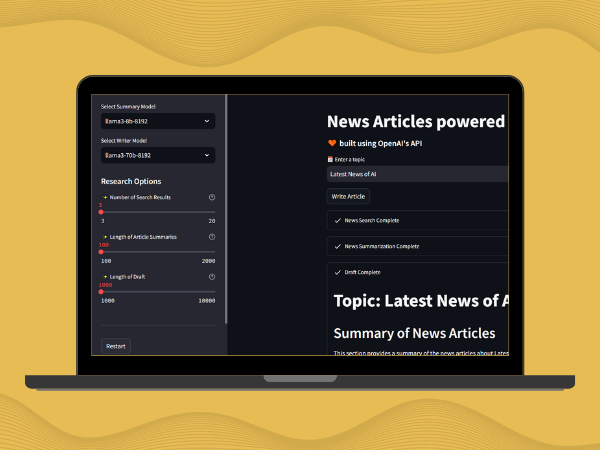 Select Summary Model
llama3-8b-8192
Select Writer Model
llama3-70b-8192
Research Options
Number of Search Results
3
3 20
Length of Article Summaries
100
100 2000
Length of Draft
1000
1000 10000
Restart
News Articles powered
built using OpenAI's API
Enter a topic
Latest News of AI
Write Article
News Search Complete
News Summarization Complete
Draft Complete
Topic: Latest News of A
Summary of News Articles
This section provides a summary of the news articles about Lates